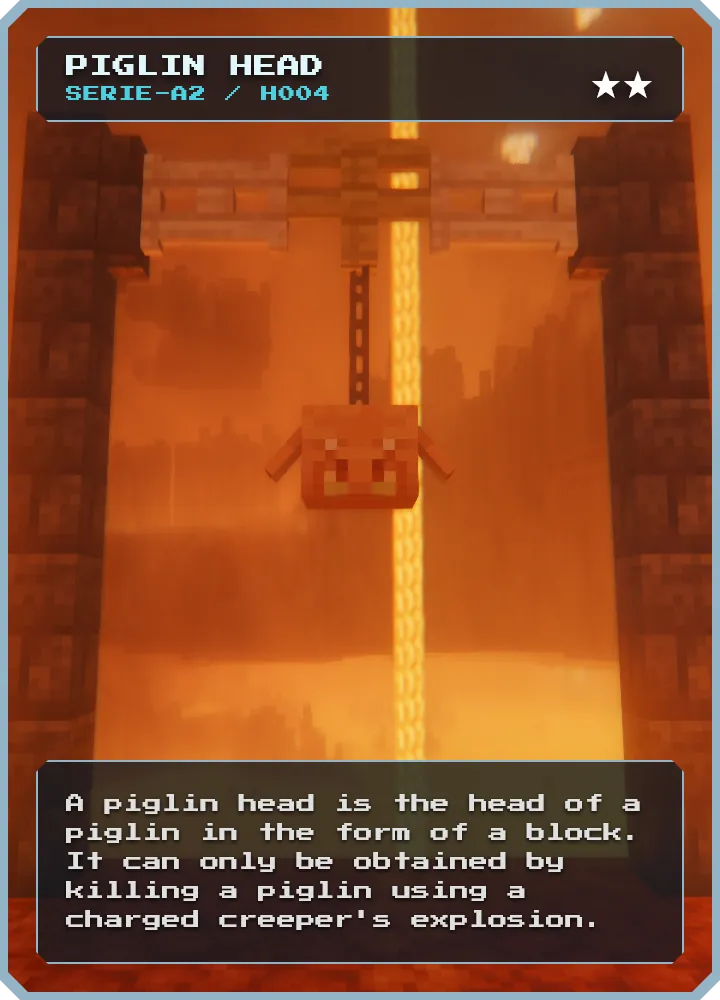 PIGLIN HEAD
SERIE-A2 / H004
★★
A piglin head is the head of a
piglin in the form of a block.
It can only be obtained by
killing a piglin using a
charged creeper's explosion.